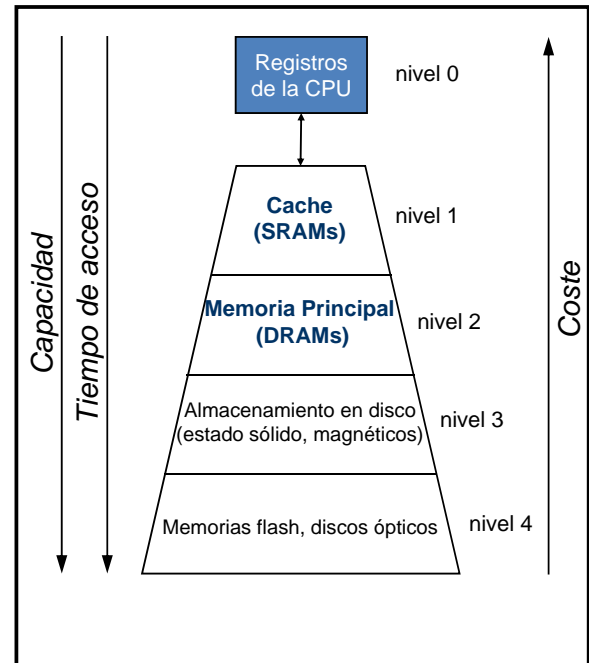 Registros
de la CPU
nivel 0
Cache
(SRAMs)
nivel 1
Memoria Principal
(DRAMs)
nivel 2
Almacenamiento en disco
(estado sólido, magnéticos)
nivel 3
Memorias flash, discos ópticos
nivel 4
Capacidad
Tiempo de acceso
Coste